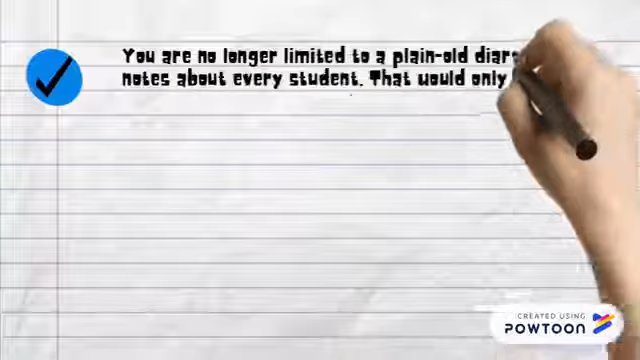 You are no longer limited to a plain-old
notes about every student. That would only
CREATED USING
POWTOON